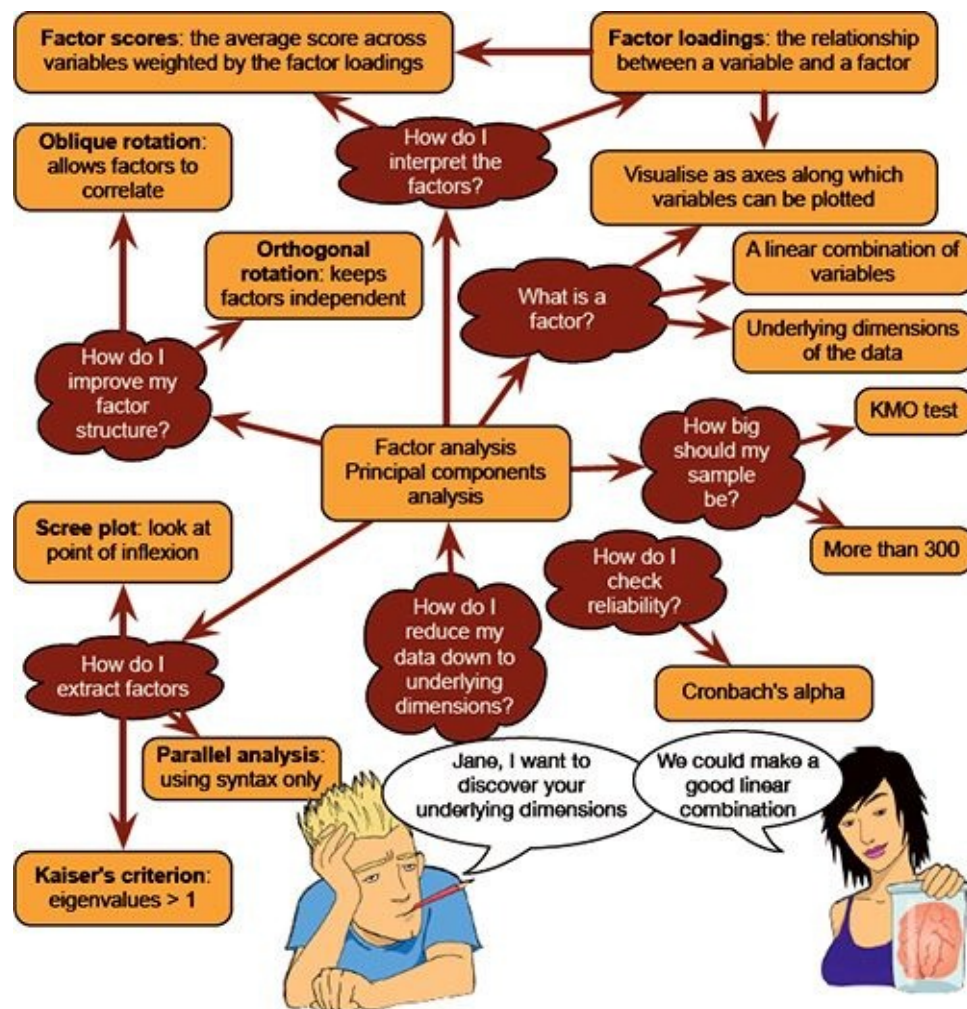 Factor scores: the average score across
variables weighted by the factor loadings
Factor loadings: the relationship
between a variable and a factor
How do I
interpret the
factors?
Oblique rotation:
allows factors to
correlate
Visualise as axes along which
variables can be plotted
Orthogonal
rotation: keeps
factors independent
A linear combination of
variables
What is a
factor?
Underlying dimensions
of the data
How do I
improve my
factor
structure?
KMO test
How big
should my
sample
be?
Factor analysis
Principal components
analysis
Scree plot: look at
point of inflexion
More than 300
How do I
check
reliability?
How do I
reduce my
data down to
underlying
dimensions?
How do I
extract factors
Cronbach's alpha
Parallel analysis:
using syntax only
Jane, I want to
discover your
underlying dimensions
We could make a
good linear
combination
Kaiser's criterion:
eigenvalues > 1